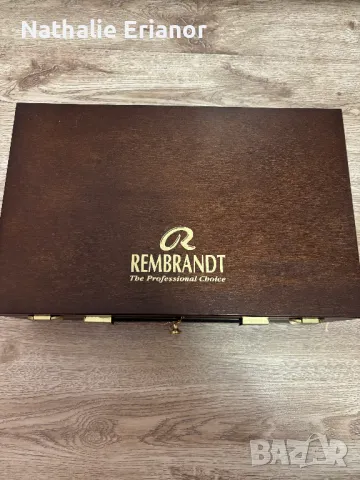 Nathalie Erianor
R
REMBRANDT
The Professional Choice
BAZAR